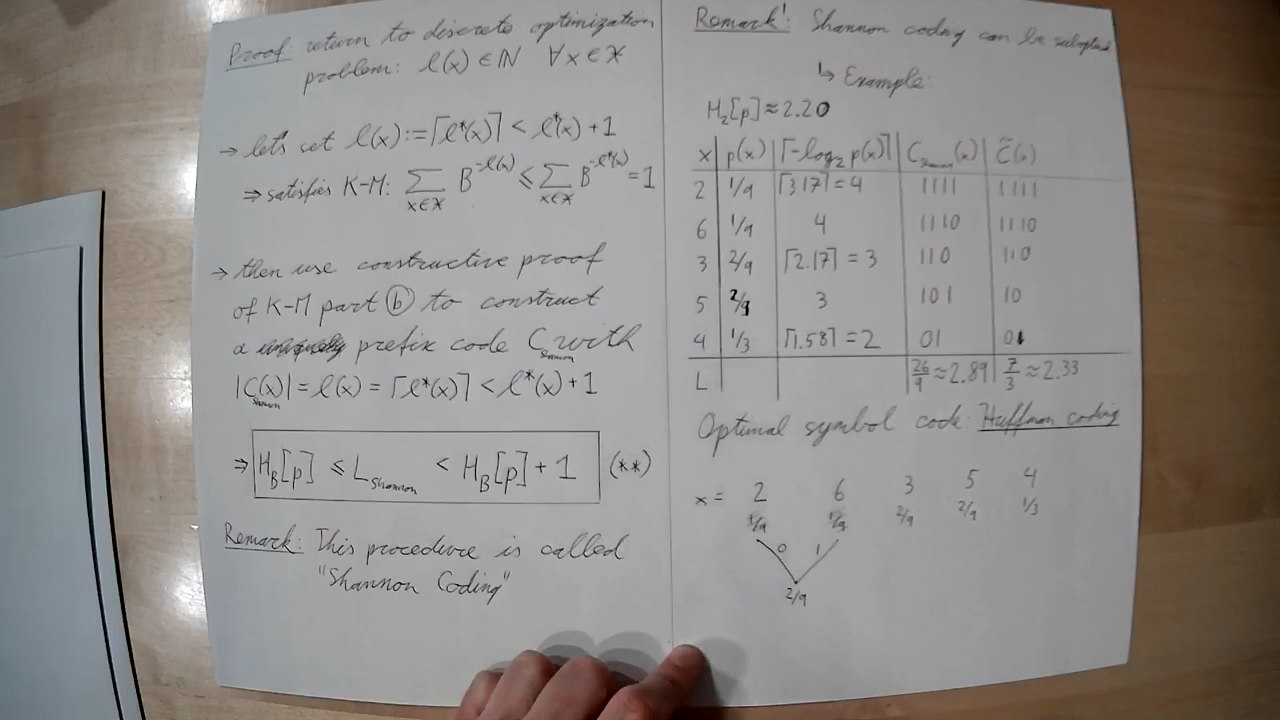 Proof: return to discrete optimization
problem: ℓ(x) ∈ ℕ ∀x ∈ 𝒳
→ let's set ℓ(x) := ⌈ℓ*(x)⌉ < ℓ*(x) + 1
⇒ satisfies K-M: ∑_{x∈𝒳} B^{-ℓ(x)} ≤ ∑_{x∈𝒳} B^{-ℓ*(x)} = 1
→ then use constructive proof
of K-M part ⓑ to construct
a prefix code C_Shannon with
|C_Shannon(x)| = ℓ(x) = ⌈ℓ*(x)⌉ < ℓ*(x) + 1
⇒ H_B[p] ≤ L_Shannon < H_B[p] + 1 (**)
Remark: This procedure is called
"Shannon Coding"
Remark: Shannon coding can be
↳ Example:
H₂[p] ≈ 2.20
x | p(x) | ⌈-log₂ p(x)⌉ | C_Shannon(x) | C̃(x)
2 | 1/9 | ⌈3.17⌉ = 4 | 1111 | 1111
6 | 1/9 | 4 | 1110 | 1110
3 | 2/9 | ⌈2.17⌉ = 3 | 110 | 110
5 | 2/9 | 3 | 101 | 10
4 | 1/3 | ⌈1.58⌉ = 2 | 01 | 0
L | | | 26/9 ≈ 2.89 | 7/3 ≈ 2.33
Optimal symbol code: Huffman coding
x = 2 6 3 5 4
1/9 1/9 2/9 2/9 1/3
0 1
2/9